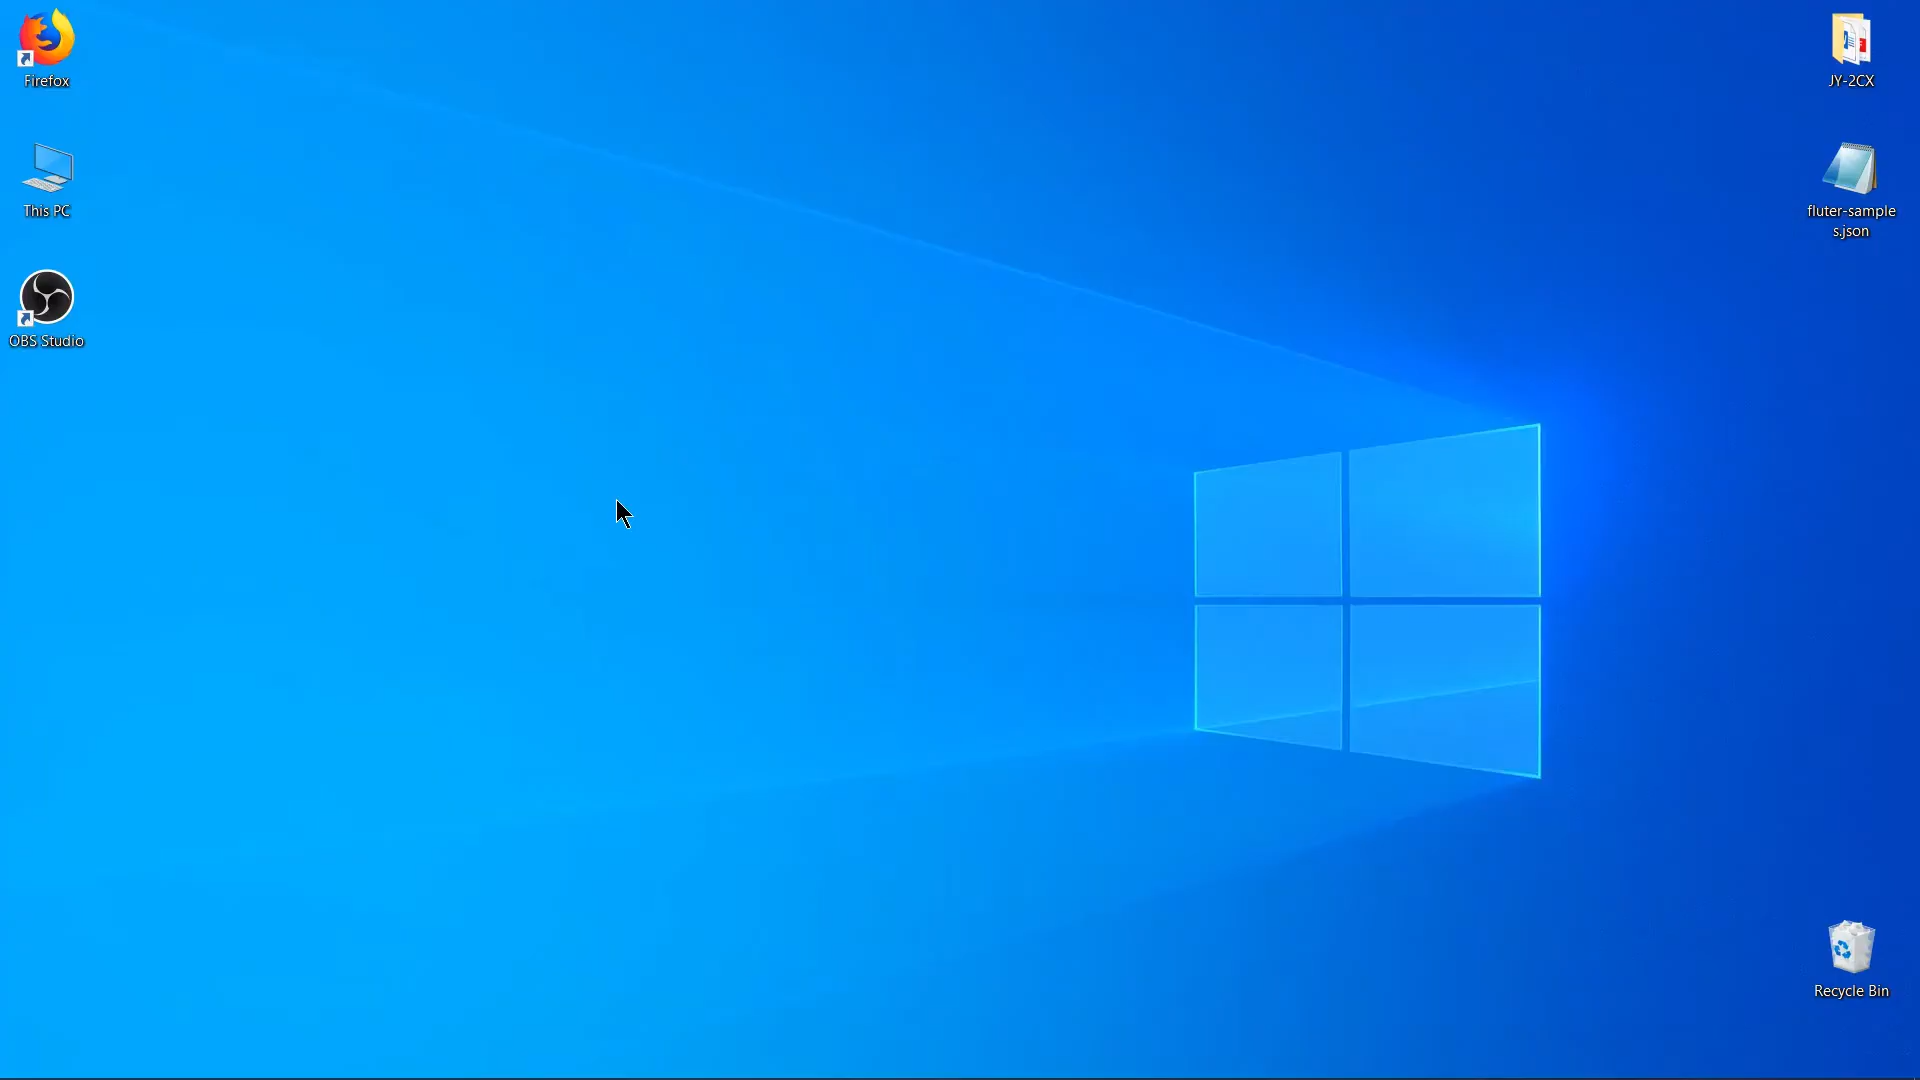 Firefox
This PC
OBS Studio
JY-2CX
fluter-sample
s.json
Recycle Bin